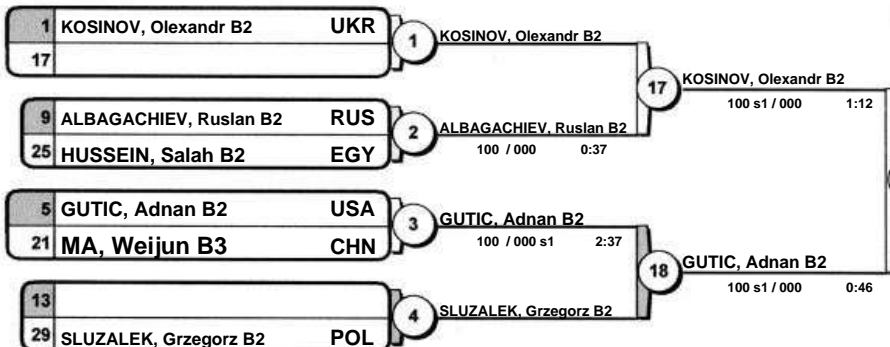 1 KOSINOV, Olexandr B2 UKR
17
1 KOSINOV, Olexandr B2
9 ALBAGACHIEV, Ruslan B2 RUS
25 HUSSEIN, Salah B2 EGY
2 ALBAGACHIEV, Ruslan B2
100 / 000 0:37
17 KOSINOV, Olexandr B2
100 s1 / 000 1:12
5 GUTIC, Adnan B2 USA
21 MA, Weijun B3 CHN
3 GUTIC, Adnan B2
100 / 000 s1 2:37
13
29 SLUZALEK, Grzegorz B2 POL
4 SLUZALEK, Grzegorz B2
18 GUTIC, Adnan B2
100 s1 / 000 0:46